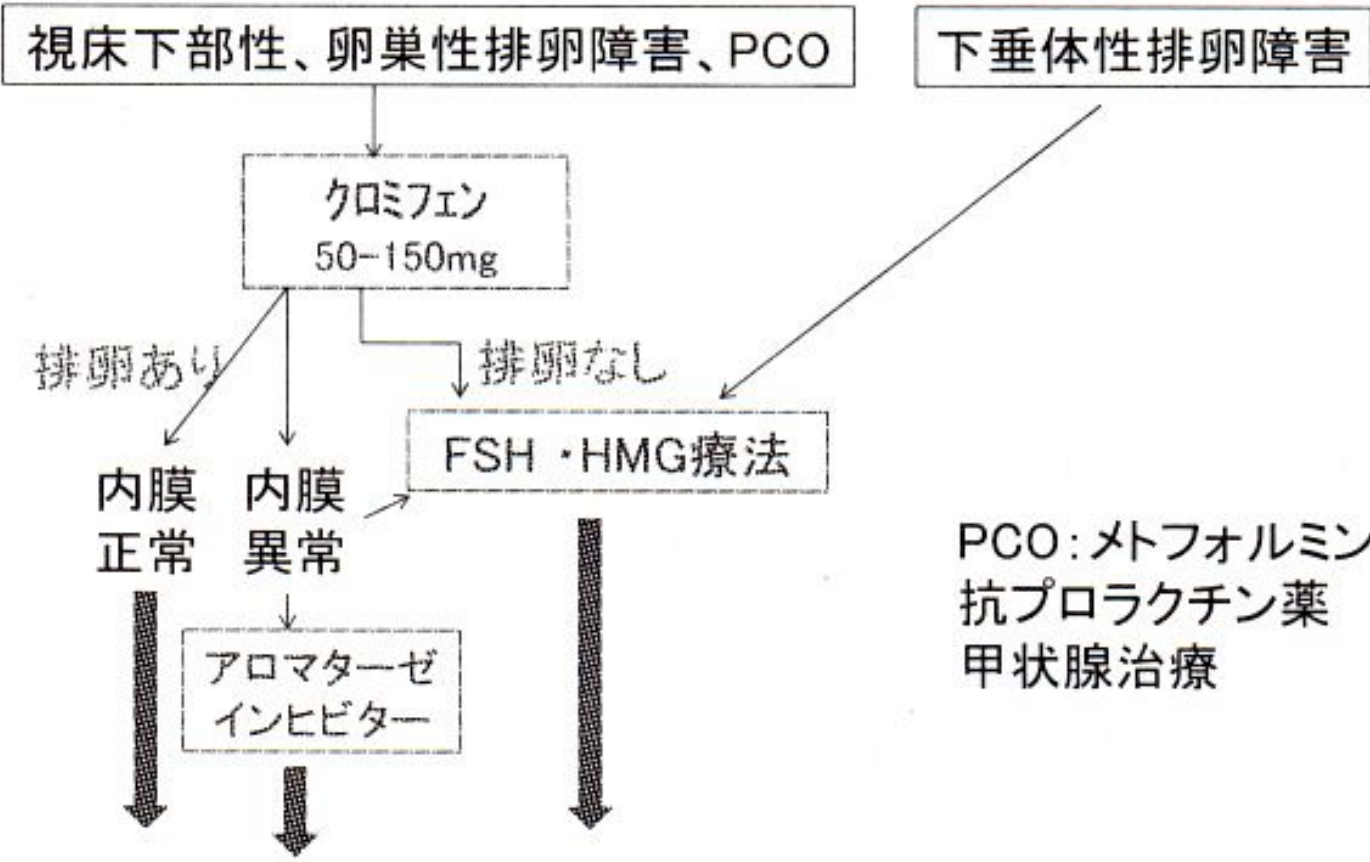 視床下部性、卵巣性排卵障害、PCO
下垂体性排卵障害
クロミフェン
50-150mg
排卵あり
排卵なし
FSH・HMG療法
内膜
正常
内膜
異常
アロマターゼ
インヒビター
PCO:メトフォルミン
抗プロラクチン薬
甲状腺治療